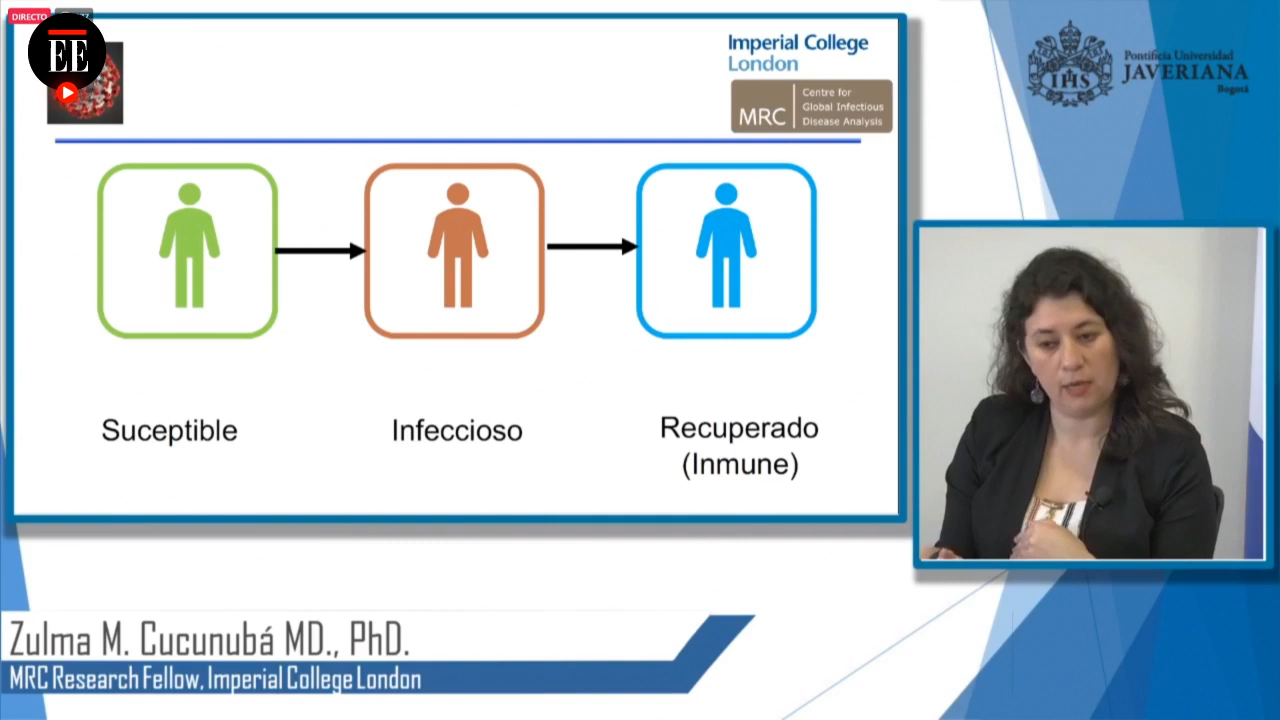 DIRECTO
EE
Imperial College
London
MRC
Centre for
Global Infectious
Disease Analysis
Pontificia Universidad
JAVERIANA
Bogotá
IHS
Suceptible
Infeccioso
Recuperado
(Inmune)
Zulma M. Cucunubá MD., PhD.
MRC Research Fellow, Imperial College London